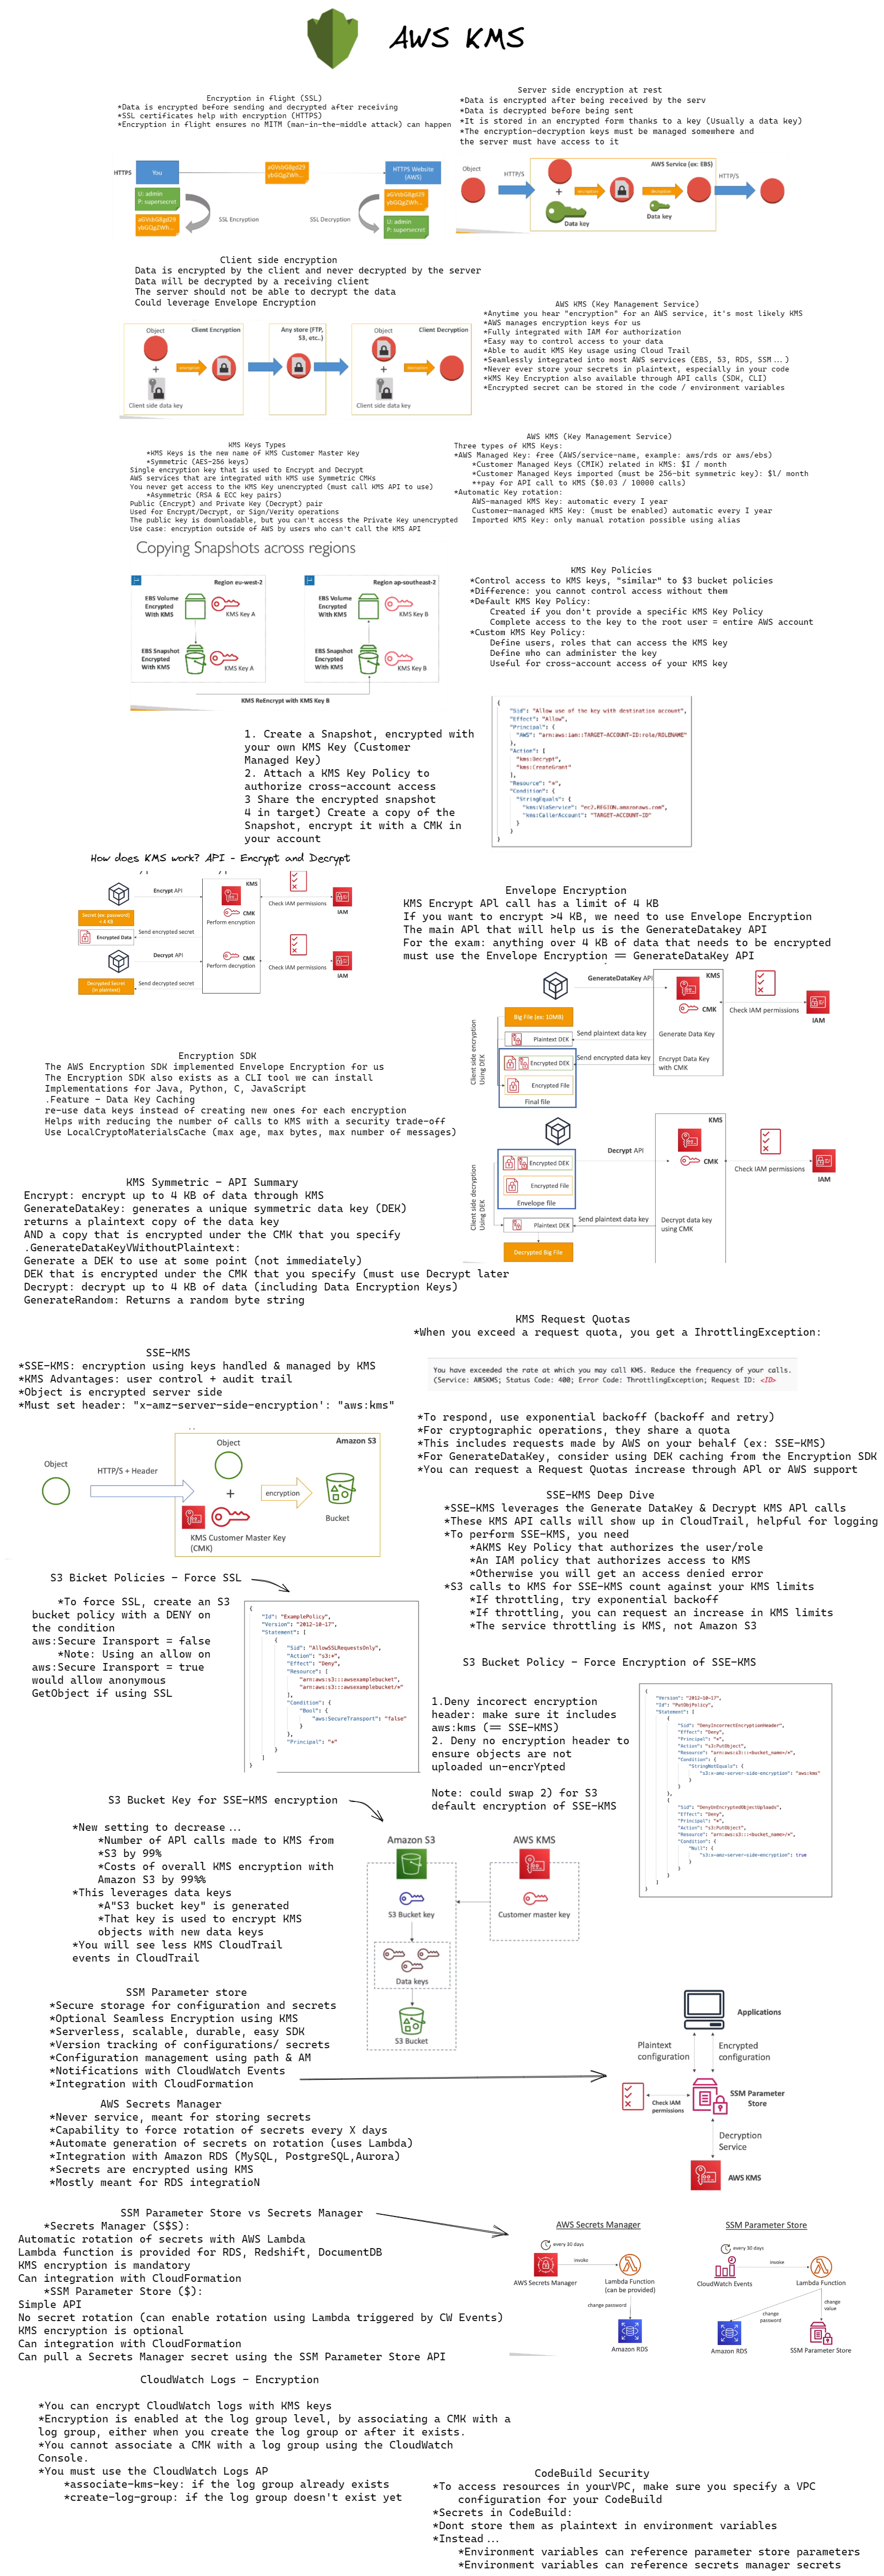 AWS KMS
Encryption in flight (SSL)
*Data is encrypted before sending and decrypted after receiving
*SSL certificates help with encryption (HTTPS)
*Encryption in flight ensures no MITM (man-in-the-middle attack) can happen
Server side encryption at rest
*Data is encrypted after being received by the serv
*Data is decrypted before being sent
*It is stored in an encrypted form thanks to a key (Usually a data key)
*The encryption-decryption keys must be managed somewhere and
the server must have access to it
HTTPS
You
aGVsbG8gd29
ybGQgZWh...
HTTPS Website
(AWS)
U: admin
P: supersecret
aGVsbG8gd29
ybGQgZWh...
SSL Encryption
SSL Decryption
aGVsbG8gd29
ybGQgZWh...
U: admin
P: supersecret
Object
HTTP/S
AWS Service (ex: EBS)
HTTP/S
+
encryption
decryption
Data key
Data key
Client side encryption
Data is encrypted by the client and never decrypted by the server
Data will be decrypted by a receiving client
The server should not be able to decrypt the data
Could leverage Envelope Encryption
Object
Client Encryption
Any store (FTP,
S3, etc..)
Object
Client Decryption
+
encryption
+
decryption
Client side data key
Client side data key
AWS KMS (Key Management Service)
*Anytime you hear "encryption" for an AWS service, it's most likely KMS
*AWS manages encryption keys for us
*Fully integrated with IAM for authorization
*Easy way to control access to your data
*Able to audit KMS Key usage using Cloud Trail
*Seamlessly integrated into most AWS services (EBS, 53, RDS, SSM...)
*Never ever store your secrets in plaintext, especially in your code
*KMS Key Encryption also available through API calls (SDK, CLI)
*Encrypted secret can be stored in the code / environment variables
KMS Keys Types
*KMS Keys is the new name of KMS Customer Master Key
*Symmetric (AES-256 keys)
Single encryption key that is used to Encrypt and Decrypt
AWS services that are integrated with KMS use Symmetric CMKs
You never get access to the KMS Key unencrypted (must call KMS API to use)
*Asymmetric (RSA & ECC key pairs)
Public (Encrypt) and Private Key (Decrypt) pair
Used for Encrypt/Decrypt, or Sign/Verity operations
The public key is downloadable, but you can't access the Private Key unencrypted
Use case: encryption outside of AWS by users who can't call the KMS API
AWS KMS (Key Management Service)
Three types of KMS Keys:
*AWS Managed Key: free (AWS/service-name, example: aws/rds or aws/ebs)
*Customer Managed Keys (CMIK) related in KMS: $I / month
*Customer Managed Keys imported (must be 256-bit symmetric key): $l/ month
**pay for API call to KMS ($0.03 / 10000 calls)
*Automatic Key rotation:
AWS-managed KMS Key: automatic every I year
Customer-managed KMS Key: (must be enabled) automatic every I year
Imported KMS Key: only manual rotation possible using alias
Copying Snapshots across regions
Region eu-west-2
Region ap-southeast-2
EBS Volume
Encrypted
With KMS
KMS Key A
EBS Volume
Encrypted
With KMS
KMS Key B
EBS Snapshot
Encrypted
With KMS
KMS Key A
EBS Snapshot
Encrypted
With KMS
KMS Key B
KMS ReEncrypt with KMS Key B
KMS Key Policies
*Control access to KMS keys, "similar" to $3 bucket policies
*Difference: you cannot control access without them
*Default KMS Key Policy:
Created if you don't provide a specific KMS Key Policy
Complete access to the key to the root user = entire AWS account
*Custom KMS Key Policy:
Define users, roles that can access the KMS key
Define who can administer the key
Useful for cross-account access of your KMS key
1. Create a Snapshot, encrypted with
your own KMS Key (Customer
Managed Key)
2. Attach a KMS Key Policy to
authorize cross-account access
3 Share the encrypted snapshot
4 in target) Create a copy of the
Snapshot, encrypt it with a CMK in
your account
{
"Sid": "Allow use of the key with destination account",
"Effect": "Allow",
"Principal": {
"AWS": "arn:aws:iam::TARGET-ACCOUNT-ID:role/ROLENAME"
},
"Action": [
"kms:Decrypt",
"kms:CreateGrant"
],
"Resource": "*",
"Condition": {
"StringEquals": {
"kms:ViaService": "ec2.REGION.amazonaws.com",
"kms:CallerAccount": "TARGET-ACCOUNT-ID"
}
}
}
How does KMS work? API - Encrypt and Decrypt
Encrypt API
KMS
Secret (ex: password)
< 4 KB
CMK
Check IAM permissions
IAM
Perform encryption
Send encrypted secret
Encrypted Data
Decrypt API
CMK
Perform decryption
Check IAM permissions
IAM
Decrypted Secret
(in plaintext)
Send decrypted secret
Envelope Encryption
KMS Encrypt APl call has a limit of 4 KB
If you want to encrypt >4 KB, we need to use Envelope Encryption
The main APl that will help us is the GenerateDatakey API
For the exam: anything over 4 KB of data that needs to be encrypted
must use the Envelope Encryption == GenerateDataKey API
GenerateDataKey API
KMS
CMK
Check IAM permissions
IAM
Big File (ex: 10MB)
Send plaintext data key
Generate Data Key
Plaintext DEK
Client side encryption
Using DEK
Send encrypted data key
Encrypt Data Key
with CMK
Encrypted DEK
Encrypted File
Final file
Decrypt API
KMS
CMK
Check IAM permissions
IAM
Encrypted DEK
Encrypted File
Envelope file
Client side decryption
Using DEK
Plaintext DEK
Send plaintext data key
Decrypt data key
using CMK
Decrypted Big File
Encryption SDK
The AWS Encryption SDK implemented Envelope Encryption for us
The Encryption SDK also exists as a CLI tool we can install
Implementations for Java, Python, C, JavaScript
.Feature - Data Key Caching
re-use data keys instead of creating new ones for each encryption
Helps with reducing the number of calls to KMS with a security trade-off
Use LocalCryptoMaterialsCache (max age, max bytes, max number of messages)
KMS Symmetric - API Summary
Encrypt: encrypt up to 4 KB of data through KMS
GenerateDataKey: generates a unique symmetric data key (DEK)
returns a plaintext copy of the data key
AND a copy that is encrypted under the CMK that you specify
.GenerateDataKeyVWithoutPlaintext:
Generate a DEK to use at some point (not immediately)
DEK that is encrypted under the CMK that you specify (must use Decrypt later
Decrypt: decrypt up to 4 KB of data (including Data Encryption Keys)
GenerateRandom: Returns a random byte string
KMS Request Quotas
*When you exceed a request quota, you get a IhrottlingException:
You have exceeded the rate at which you may call KMS. Reduce the frequency of your calls.
(Service: AWSKMS; Status Code: 400; Error Code: ThrottlingException; Request ID: <ID>
*To respond, use exponential backoff (backoff and retry)
*For cryptographic operations, they share a quota
*This includes requests made by AWS on your behalf (ex: SSE-KMS)
*For GenerateDataKey, consider using DEK caching from the Encryption SDK
*You can request a Request Quotas increase through APl or AWS support
SSE-KMS
*SSE-KMS: encryption using keys handled & managed by KMS
*KMS Advantages: user control + audit trail
*Object is encrypted server side
*Must set header: "x-amz-server-side-encryption': "aws:kms"
Object
HTTP/S + Header
Object
Amazon S3
+
encryption
Bucket
KMS Customer Master Key
(CMK)
SSE-KMS Deep Dive
*SSE-KMS leverages the Generate DataKey & Decrypt KMS APl calls
*These KMS API calls will show up in CloudTrail, helpful for logging
*To perform SSE-KMS, you need
*AKMS Key Policy that authorizes the user/role
*An IAM policy that authorizes access to KMS
*Otherwise you will get an access denied error
*S3 calls to KMS for SSE-KMS count against your KMS limits
*If throttling, try exponential backoff
*If throttling, you can request an increase in KMS limits
*The service throttling is KMS, not Amazon S3
S3 Bicket Policies - Force SSL
*To force SSL, create an S3
bucket policy with a DENY on
the condition
aws:Secure Iransport = false
*Note: Using an allow on
aws:Secure Iransport = true
would allow anonymous
GetObject if using SSL
{
"Id": "ExamplePolicy",
"Version": "2012-10-17",
"Statement": [
{
"Sid": "AllowSSLRequestsOnly",
"Action": "s3:*",
"Effect": "Deny",
"Resource": [
"arn:aws:s3:::awsexamplebucket",
"arn:aws:s3:::awsexamplebucket/*"
],
"Condition": {
"Bool": {
"aws:SecureTransport": "false"
}
},
"Principal": "*"
}
]
}
S3 Bucket Policy - Force Encryption of SSE-KMS
1.Deny incorect encryption
header: make sure it includes
aws:kms (== SSE-KMS)
2. Deny no encryption header to
ensure objects are not
uploaded un-encrYpted
Note: could swap 2) for S3
default encryption of SSE-KMS
{
"Version": "2012-10-17",
"Id": "PutObjPolicy",
"Statement": [
{
"Sid": "DenyIncorrectEncryptionHeader",
"Effect": "Deny",
"Principal": "*",
"Action": "s3:PutObject",
"Resource": "arn:aws:s3:::<bucket_name>/*",
"Condition": {
"StringNotEquals": {
"s3:x-amz-server-side-encryption": "aws:kms"
}
}
},
{
"Sid": "DenyUnEncryptedObjectUploads",
"Effect": "Deny",
"Principal": "*",
"Action": "s3:PutObject",
"Resource": "arn:aws:s3:::<bucket_name>/*",
"Condition": {
"Null": {
"s3:x-amz-server-side-encryption": true
}
}
}
]
}
S3 Bucket Key for SSE-KMS encryption
*New setting to decrease...
*Number of APl calls made to KMS from
*S3 by 99%
*Costs of overall KMS encryption with
Amazon S3 by 99%%
*This leverages data keys
*A"S3 bucket key" is generated
*That key is used to encrypt KMS
objects with new data keys
*You will see less KMS CloudTrail
events in CloudTrail
Amazon S3
AWS KMS
S3 Bucket key
Customer master key
Data keys
S3 Bucket
SSM Parameter store
*Secure storage for configuration and secrets
*Optional Seamless Encryption using KMS
*Serverless, scalable, durable, easy SDK
*Version tracking of configurations/ secrets
*Configuration management using path & AM
*Notifications with CloudWatch Events
*Integration with CloudFormation
Applications
Plaintext
configuration
Encrypted
configuration
Check IAM
permissions
SSM Parameter
Store
Decryption
Service
AWS KMS
AWS Secrets Manager
*Never service, meant for storing secrets
*Capability to force rotation of secrets every X days
*Automate generation of secrets on rotation (uses Lambda)
*Integration with Amazon RDS (MySQL, PostgreSQL,Aurora)
*Secrets are encrypted using KMS
*Mostly meant for RDS integratioN
SSM Parameter Store vs Secrets Manager
*Secrets Manager (S$S):
Automatic rotation of secrets with AWS Lambda
Lambda function is provided for RDS, Redshift, DocumentDB
KMS encryption is mandatory
Can integration with CloudFormation
*SSM Parameter Store ($):
Simple API
No secret rotation (can enable rotation using Lambda triggered by CW Events)
KMS encryption is optional
Can integration with CloudFormation
Can pull a Secrets Manager secret using the SSM Parameter Store API
AWS Secrets Manager
every 30 days
invoke
AWS Secrets Manager
Lambda Function
(can be provided)
change password
Amazon RDS
SSM Parameter Store
every 30 days
invoke
CloudWatch Events
Lambda Function
change
password
change
value
Amazon RDS
SSM Parameter Store
CloudWatch Logs - Encryption
*You can encrypt CloudWatch logs with KMS keys
*Encryption is enabled at the log group level, by associating a CMK with a
log group, either when you create the log group or after it exists.
*You cannot associate a CMK with a log group using the CloudWatch
Console.
*You must use the CloudWatch Logs AP
*associate-kms-key: if the log group already exists
*create-log-group: if the log group doesn't exist yet
CodeBuild Security
*To access resources in yourVPC, make sure you specify a VPC
configuration for your CodeBuild
*Secrets in CodeBuild:
*Dont store them as plaintext in environment variables
*Instead...
*Environment variables can reference parameter store parameters
*Environment variables can reference secrets manager secrets